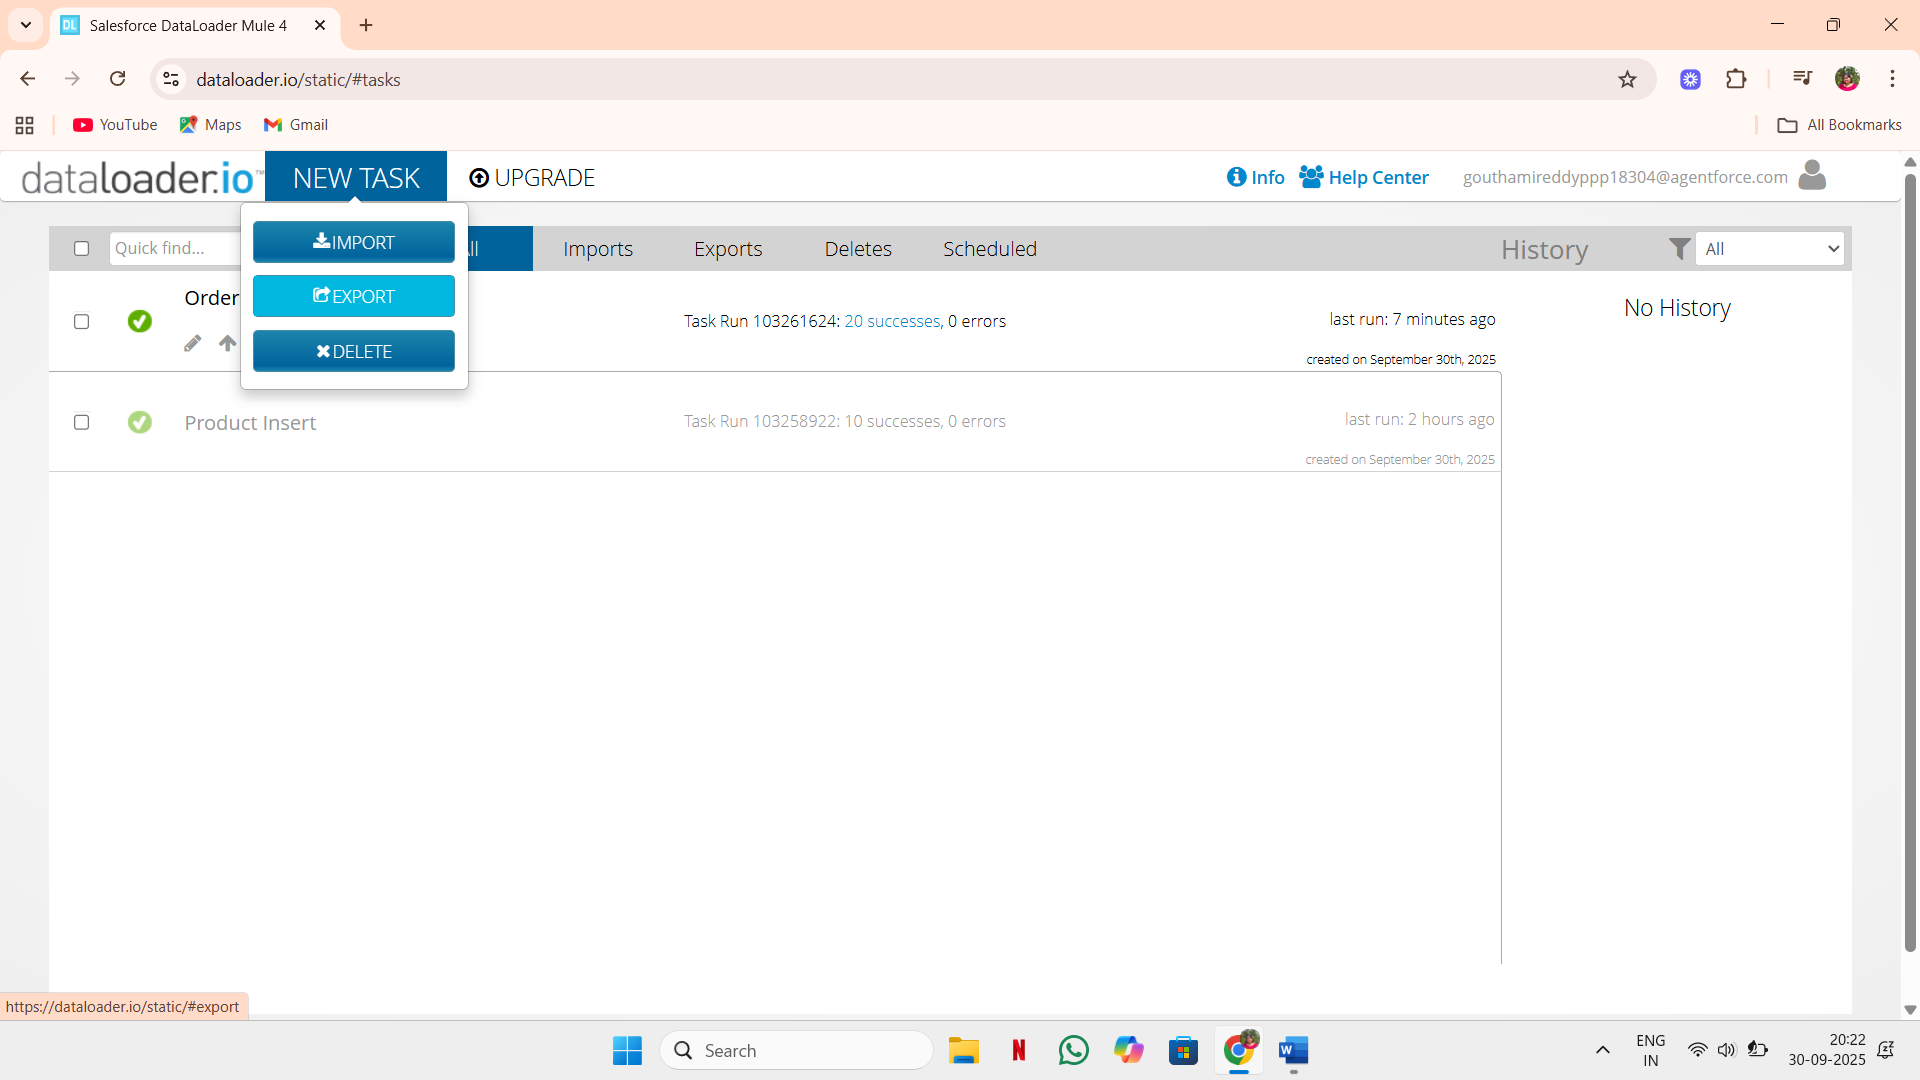 Salesforce DataLoader Mule 4
dataloader.io/static/#tasks
YouTube Maps Gmail All Bookmarks
dataloader.io™ NEW TASK UPGRADE Info Help Center gouthamireddyppp18304@agentforce.com
IMPORT
EXPORT
DELETE
Quick find... Imports Exports Deletes Scheduled History All
Order
Task Run 103261624: 20 successes, 0 errors
last run: 7 minutes ago
created on September 30th, 2025
No History
Product Insert
Task Run 103258922: 10 successes, 0 errors
last run: 2 hours ago
created on September 30th, 2025
https://dataloader.io/static/#export
Search
ENG
IN
20:22
30-09-2025